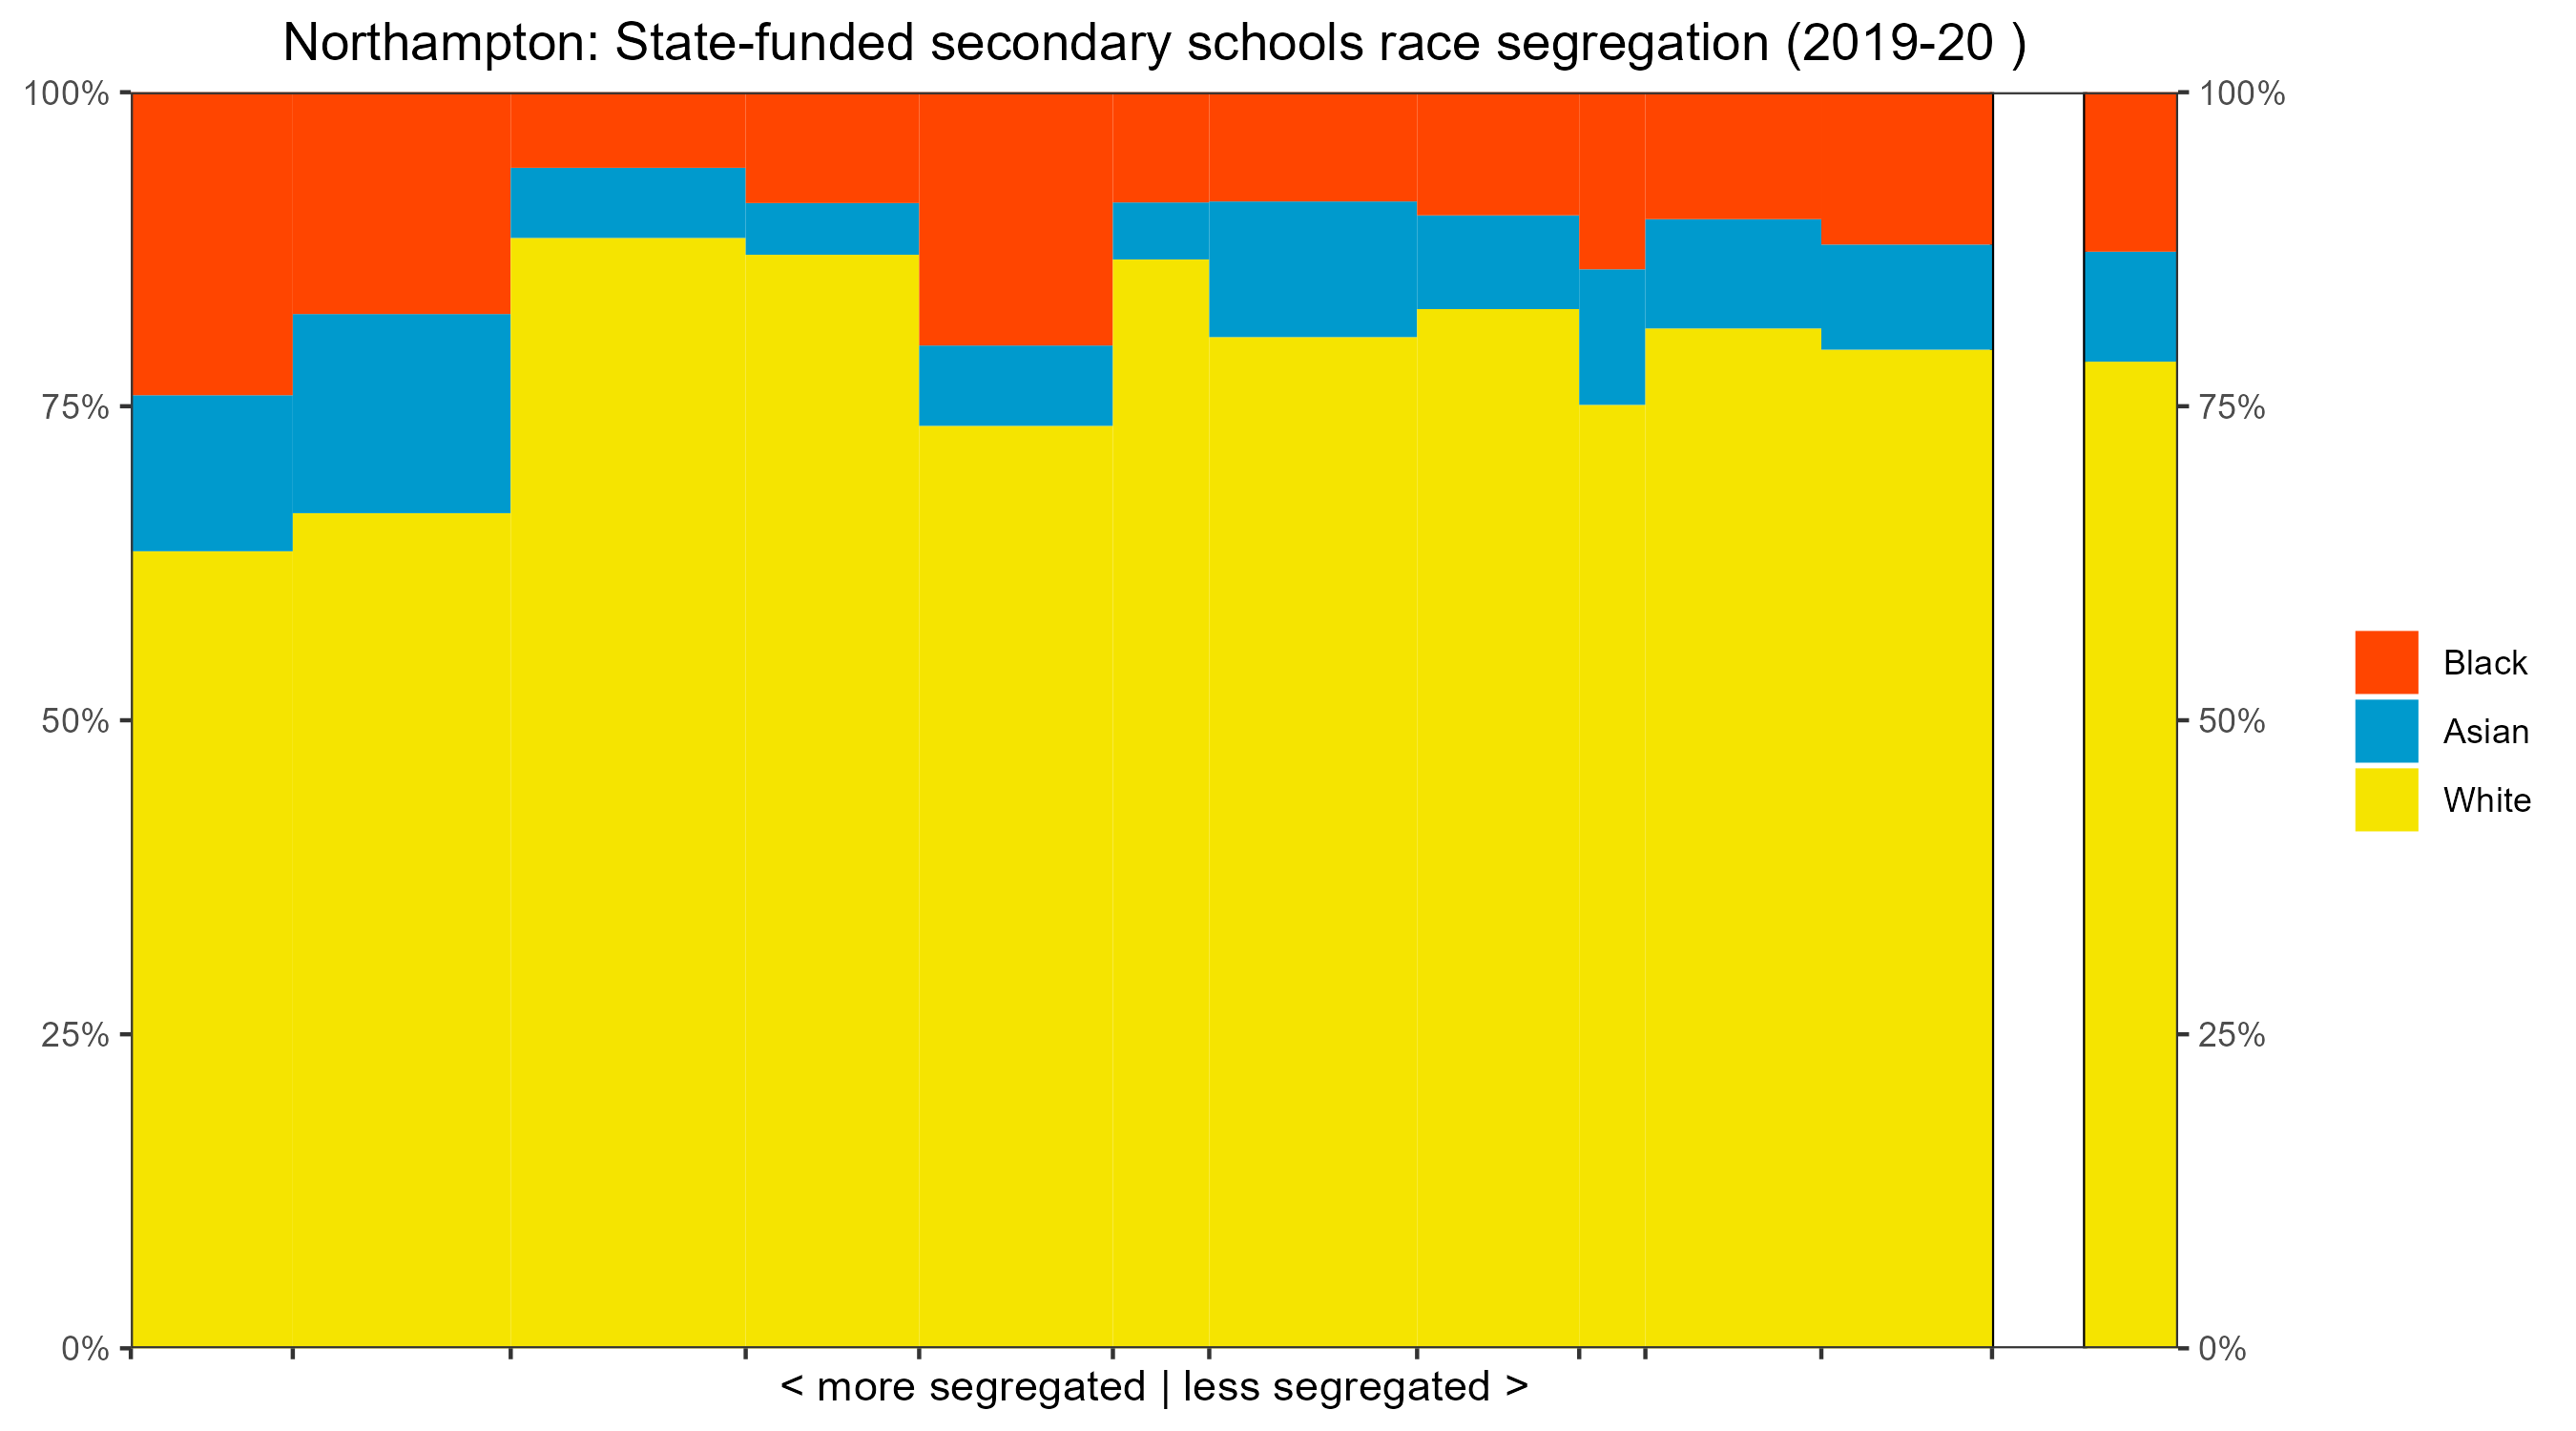 Northampton: State-funded secondary schools race segregation (2019-20 )
100%
75%
50%
25%
0%
100%
75%
50%
25%
0%
Black
Asian
White
< more segregated | less segregated >